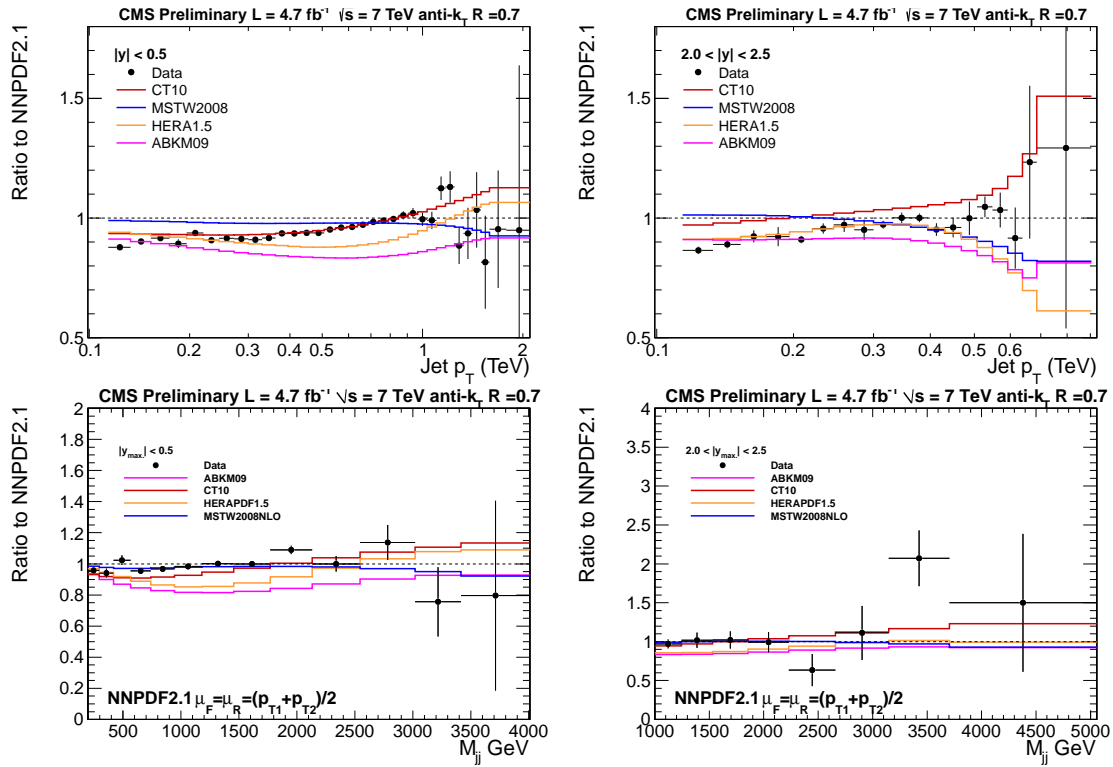 CMS Preliminary L = 4.7 fb⁻¹ √s = 7 TeV anti-k_T R =0.7
Ratio to NNPDF2.1
|y| < 0.5
Data
CT10
MSTW2008
HERA1.5
ABKM09
1.5
1
0.5
0.1 0.2 0.3 0.4 0.5 1 2
Jet p_T (TeV)
CMS Preliminary L = 4.7 fb⁻¹ √s = 7 TeV anti-k_T R =0.7
Ratio to NNPDF2.1
2.0 < |y| < 2.5
Data
CT10
MSTW2008
HERA1.5
ABKM09
1.5
1
0.5
0.1 0.2 0.3 0.4 0.5 0.6
Jet p_T (TeV)
CMS Preliminary L = 4.7 fb⁻¹ √s = 7 TeV anti-k_T R =0.7
Ratio to NNPDF2.1
|y_max.| < 0.5
Data
ABKM09
CT10
HERAPDF1.5
MSTW2008NLO
2
1.8
1.6
1.4
1.2
1
0.8
0.6
0.4
0.2
0
NNPDF2.1 μ_F=μ_R=(p_T1+p_T2)/2
500 1000 1500 2000 2500 3000 3500 4000
M_jj GeV
CMS Preliminary L = 4.7 fb⁻¹ √s = 7 TeV anti-k_T R =0.7
Ratio to NNPDF2.1
2.0 < |y_max.| < 2.5
Data
ABKM09
CT10
HERAPDF1.5
MSTW2008NLO
4
3.5
3
2.5
2
1.5
1
0.5
0
NNPDF2.1 μ_F=μ_R=(p_T1+p_T2)/2
1000 1500 2000 2500 3000 3500 4000 4500 5000
M_jj GeV